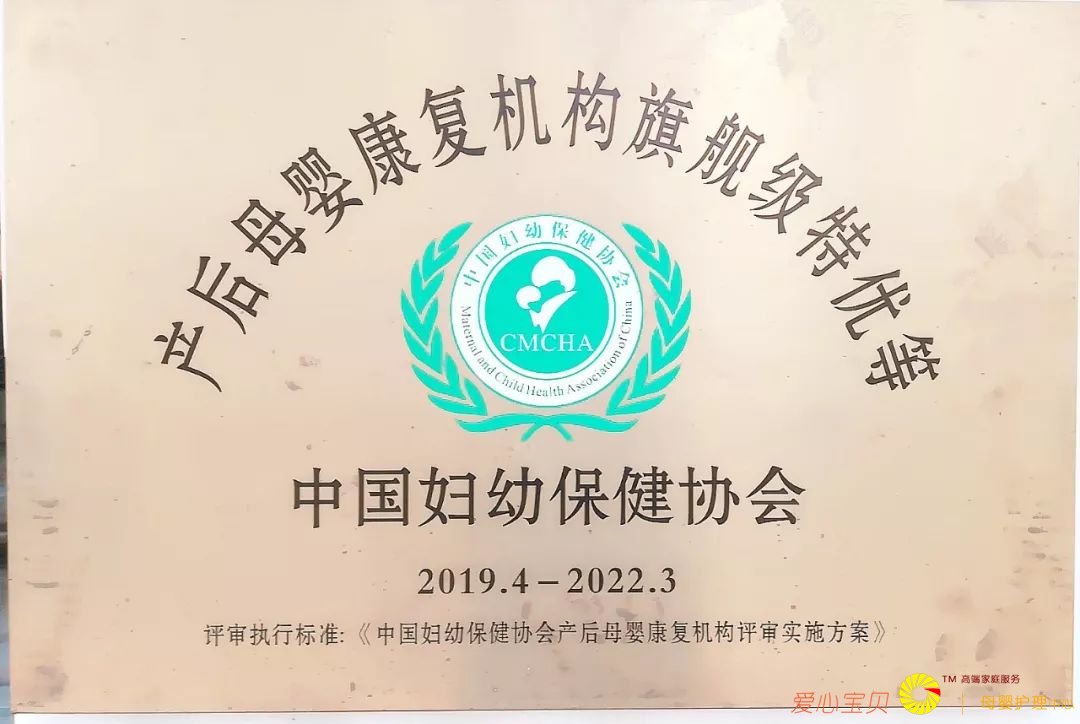 产后母婴康复机构旗舰级特优等
中国妇幼保健协会
CMCHA
Maternal and Child Health Association of China
中国妇幼保健协会
2019.4-2022.3
评审执行标准:《中国妇幼保健协会产后母婴康复机构评审实施方案》
TM 高端家庭服务
爱心宝贝
母婴护理